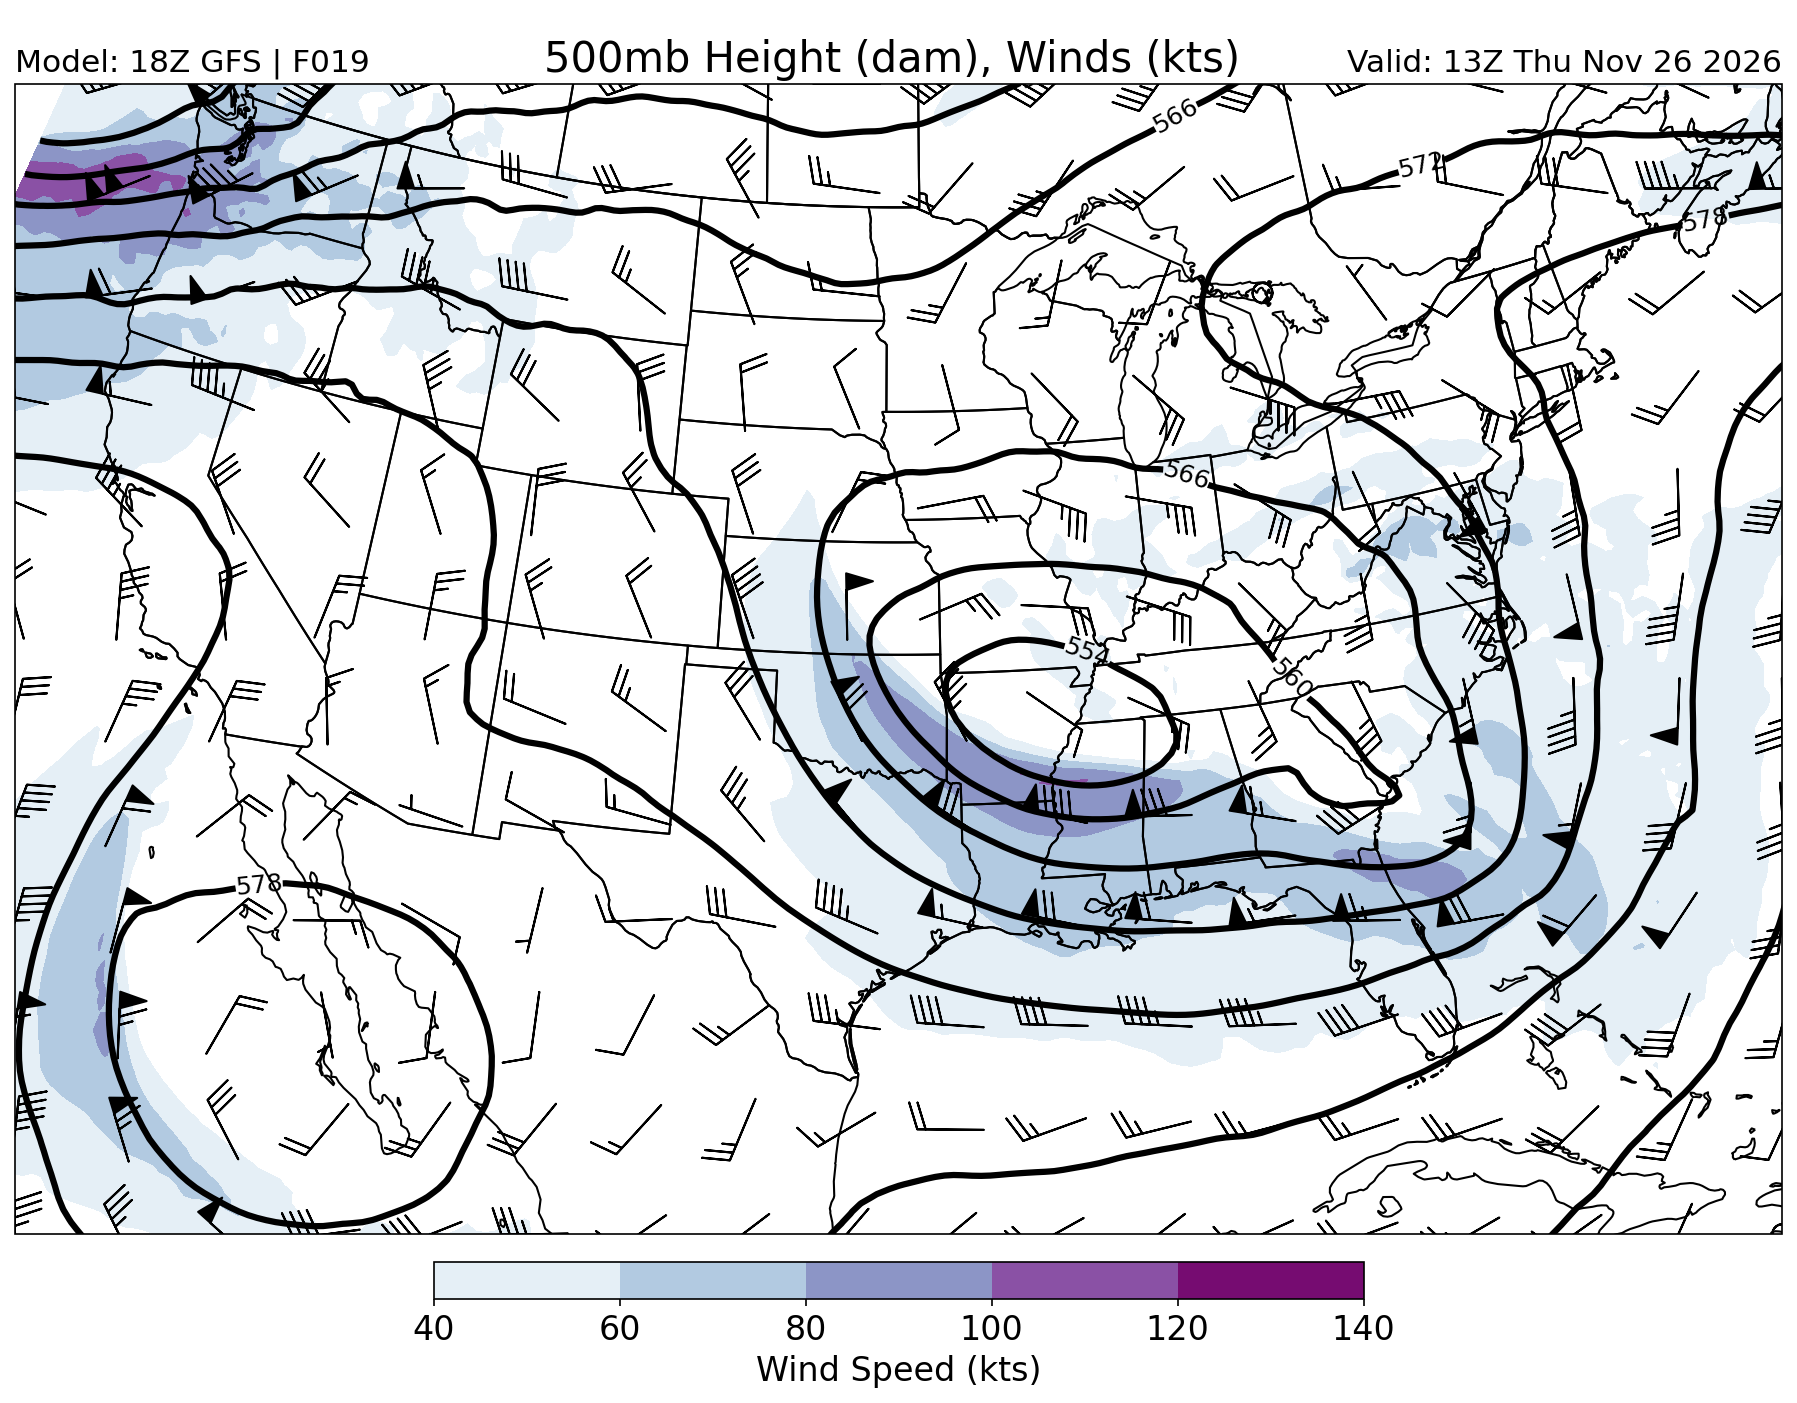 Model: 18Z GFS | F019
500mb Height (dam), Winds (kts)
Valid: 13Z Thu Nov 26 2026
566
572
578
566
554
560
578
40 60 80 100 120 140
Wind Speed (kts)